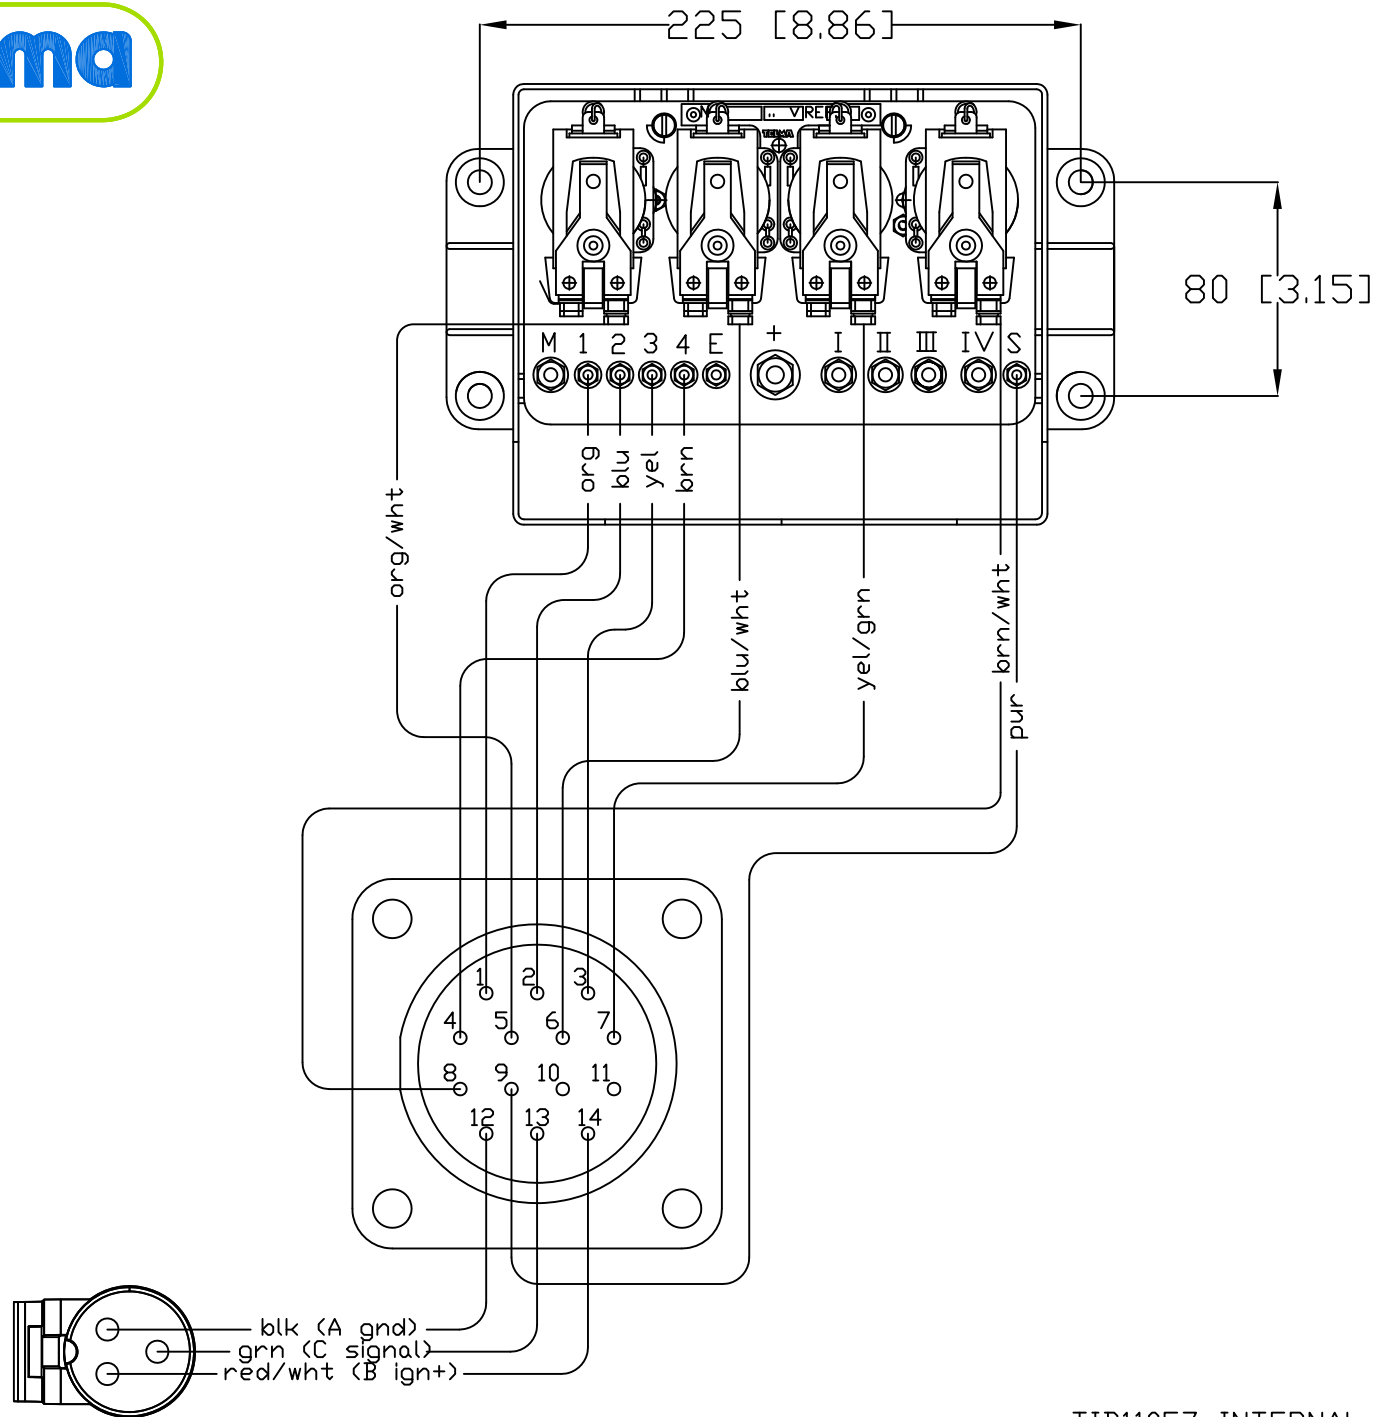 ma
225 [8.86]
V REF
TELMA
80 [3.15]
M 1 2 3 4 E + I II III IV S
org
blu
yel
brn
org/wht
blu/wht
yel/grn
brn/wht
pur
1 2 3
4 5 6 7
8 9 10 11
12 13 14
blk (A gnd)
grn (C signal)
red/wht (B ign+)